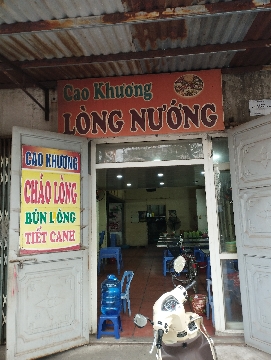 Cao Khương
LÒNG NƯỚNG
CAO KHƯƠNG
CHÁO LÒNG
BÚN LÒNG
TIẾT CANH